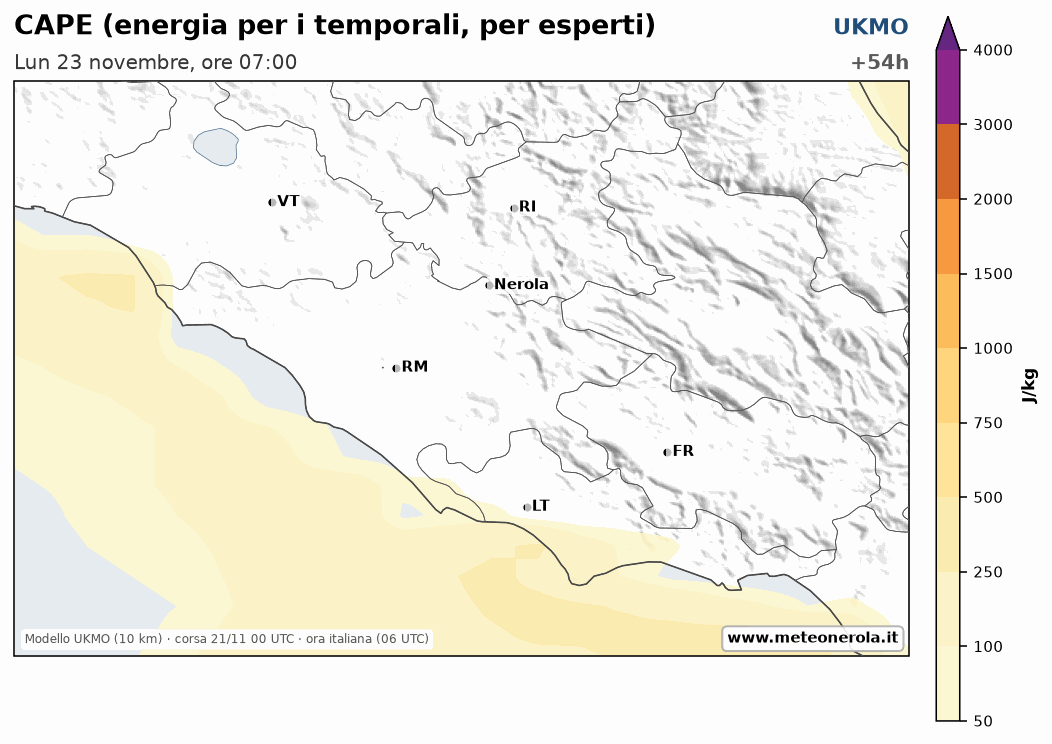 CAPE (energia per i temporali, per esperti)
UKMO
Lun 23 novembre, ore 07:00
+54h
VT
RI
Nerola
RM
FR
LT
Modello UKMO (10 km) · corsa 21/11 00 UTC · ora italiana (06 UTC)
www.meteonerola.it
4000
3000
2000
1500
1000
750
500
250
100
50
J/kg